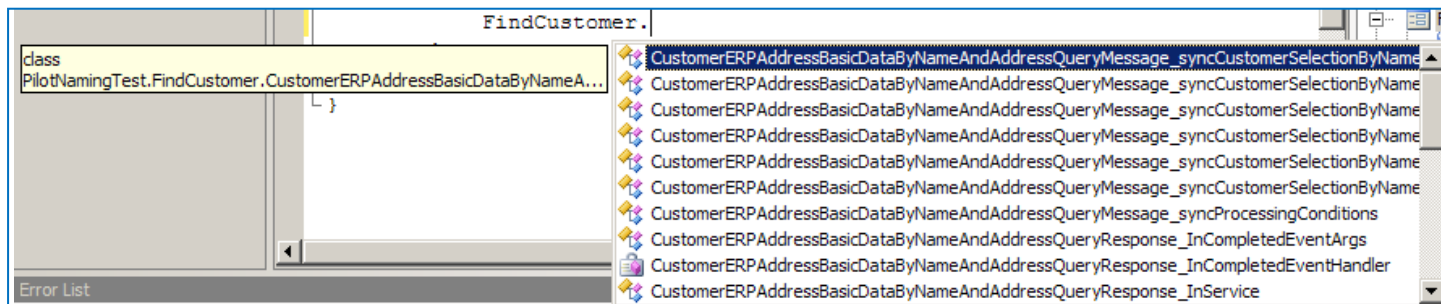 FindCustomer.
class
PilotNamingTest.FindCustomer.CustomerERPAddressBasicDataByNameA...
}
CustomerERPAddressBasicDataByNameAndAddressQueryMessage_syncCustomerSelectionByName
CustomerERPAddressBasicDataByNameAndAddressQueryMessage_syncCustomerSelectionByName
CustomerERPAddressBasicDataByNameAndAddressQueryMessage_syncCustomerSelectionByName
CustomerERPAddressBasicDataByNameAndAddressQueryMessage_syncCustomerSelectionByName
CustomerERPAddressBasicDataByNameAndAddressQueryMessage_syncCustomerSelectionByName
CustomerERPAddressBasicDataByNameAndAddressQueryMessage_syncCustomerSelectionByName
CustomerERPAddressBasicDataByNameAndAddressQueryMessage_syncProcessingConditions
CustomerERPAddressBasicDataByNameAndAddressQueryResponse_InCompletedEventArgs
CustomerERPAddressBasicDataByNameAndAddressQueryResponse_InCompletedEventHandler
CustomerERPAddressBasicDataByNameAndAddressQueryResponse_InService
Error List